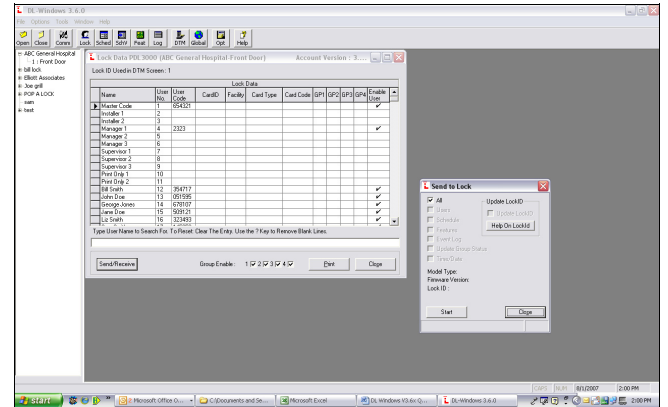 DL-Windows 3.6.0
File Options Tools Window Help
Open Close Comm Lock Sched SchV Feat Log DTM Global Opt Help
ABC General Hospital
1 : Front Door
bill lock
Elliott Associates
Joe grill
POP A LOCK
sam
test
Lock Data PDL3000 (ABC General Hospital-Front Door) Account Version : 3....
Lock ID Used in DTM Screen : 1
Lock Data
Name User No. User Code CardID Facility Card Type Card Code GP1 GP2 GP3 GP4 Enable User
Master Code 1 654321 ✔
Installer 1 2
Installer 2 3
Manager 1 4 2323 ✔
Manager 2 5
Manager 3 6
Supervisor 1 7
Supervisor 2 8
Supervisor 3 9
Print Only 1 10
Print Only 2 11
Bill Smith 12 354717 ✔
John Doe 13 051595 ✔
George Jones 14 678107 ✔
Jane Doe 15 509121 ✔
Liz Smith 16 323493 ✔
Type User Name to Search For. To Reset: Clear The Entry. Use the ? Key to Remove Blank Lines.
Send/Receive Group Enable : 1 2 3 4 Print Close
Send to Lock
All
Users
Schedule
Features
Event Log
Update Group Status
Time/Date
Update LockID
Update LockID
Help On LockId
Model Type:
Firmware Version:
Lock ID :
Start Close
CAPS NUM 8/1/2007 2:00 PM
start Microsoft Office O... C:\Documents and Se... Microsoft Excel DL Windows V3.6x Q... DL-Windows 3.6.0 2:00 PM